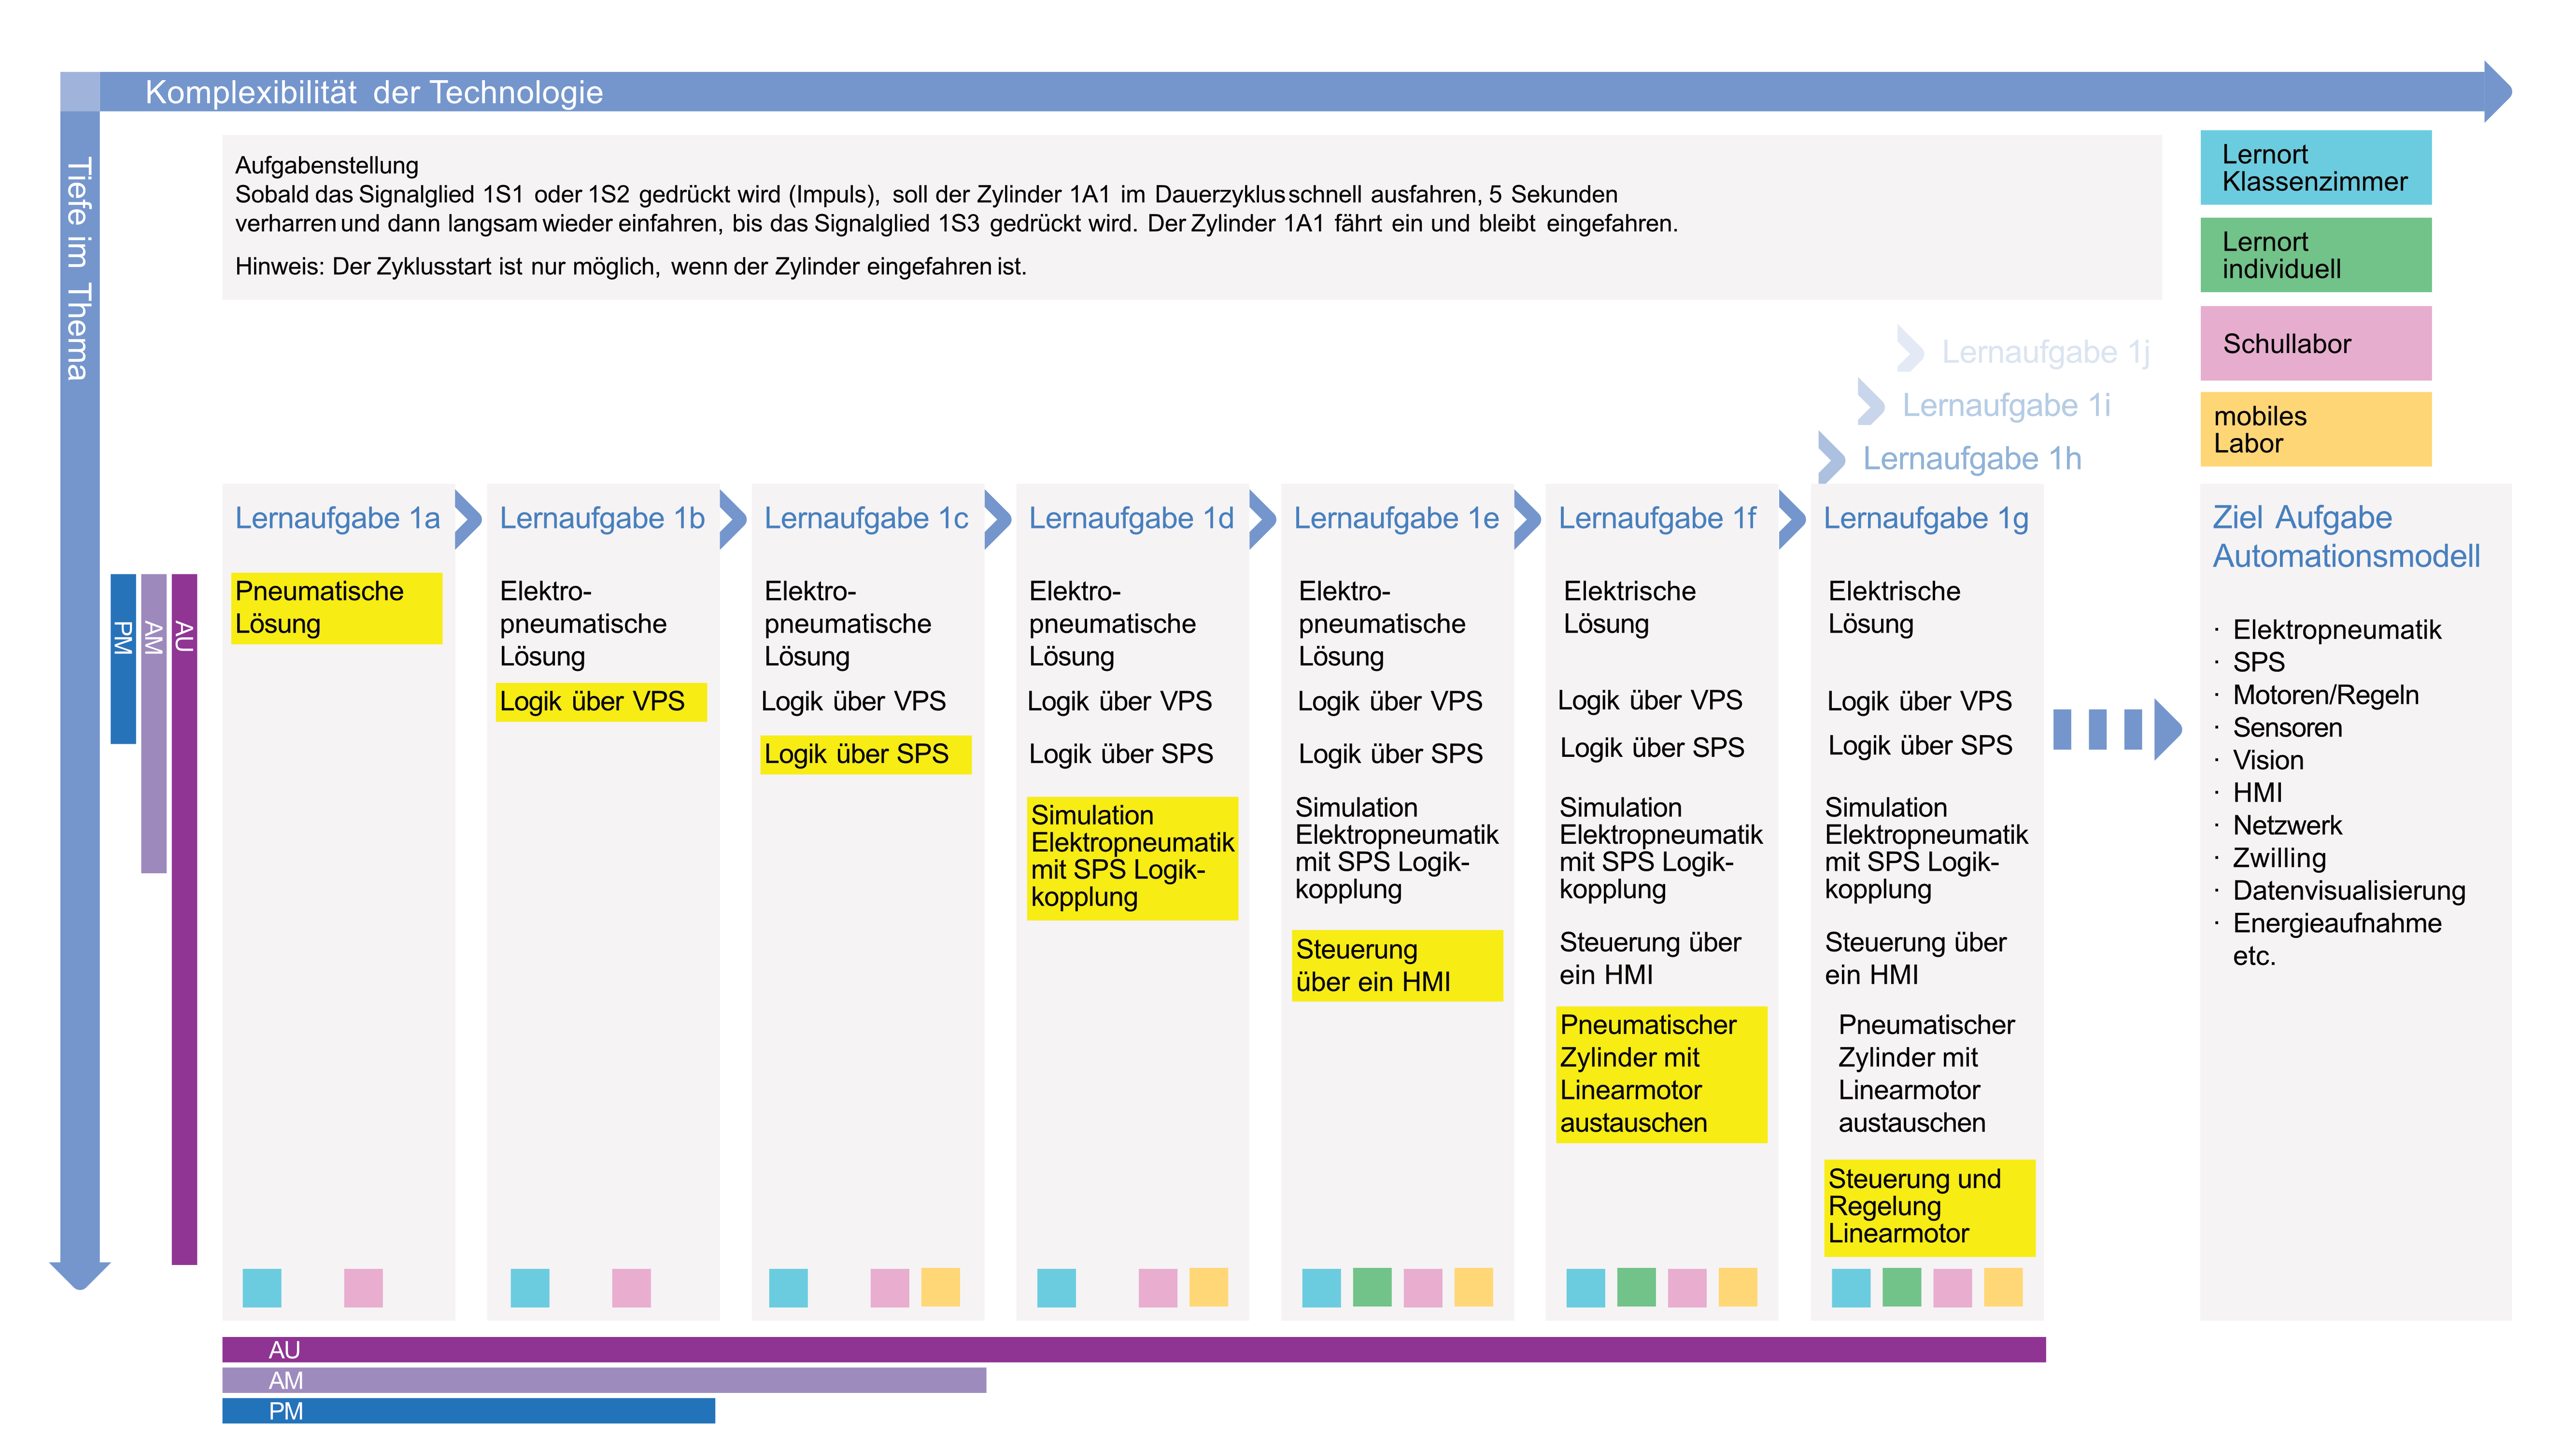 Komplexibilität der Technologie
Tiefe im Thema
Aufgabenstellung
Sobald das Signalglied 1S1 oder 1S2 gedrückt wird (Impuls), soll der Zylinder 1A1 im Dauerzyklus schnell ausfahren, 5 Sekunden
verharren und dann langsam wieder einfahren, bis das Signalglied 1S3 gedrückt wird. Der Zylinder 1A1 fährt ein und bleibt eingefahren.
Hinweis: Der Zyklusstart ist nur möglich, wenn der Zylinder eingefahren ist.
Lernort
Klassenzimmer
Lernort
individuell
Schullabor
mobiles
Labor
Lernaufgabe 1j
Lernaufgabe 1i
Lernaufgabe 1h
PM
AM
AU
Lernaufgabe 1a
Pneumatische
Lösung
Lernaufgabe 1b
Elektro-
pneumatische
Lösung
Logik über VPS
Lernaufgabe 1c
Elektro-
pneumatische
Lösung
Logik über VPS
Logik über SPS
Lernaufgabe 1d
Elektro-
pneumatische
Lösung
Logik über VPS
Logik über SPS
Simulation
Elektropneumatik
mit SPS Logik-
kopplung
Lernaufgabe 1e
Elektro-
pneumatische
Lösung
Logik über VPS
Logik über SPS
Simulation
Elektropneumatik
mit SPS Logik-
kopplung
Steuerung
über ein HMI
Lernaufgabe 1f
Elektrische
Lösung
Logik über VPS
Logik über SPS
Simulation
Elektropneumatik
mit SPS Logik-
kopplung
Steuerung über
ein HMI
Pneumatischer
Zylinder mit
Linearmotor
austauschen
Lernaufgabe 1g
Elektrische
Lösung
Logik über VPS
Logik über SPS
Simulation
Elektropneumatik
mit SPS Logik-
kopplung
Steuerung über
ein HMI
Pneumatischer
Zylinder mit
Linearmotor
austauschen
Steuerung und
Regelung
Linearmotor
Ziel Aufgabe
Automationsmodell
· Elektropneumatik
· SPS
· Motoren/Regeln
· Sensoren
· Vision
· HMI
· Netzwerk
· Zwilling
· Datenvisualisierung
· Energieaufnahme
etc.
AU
AM
PM